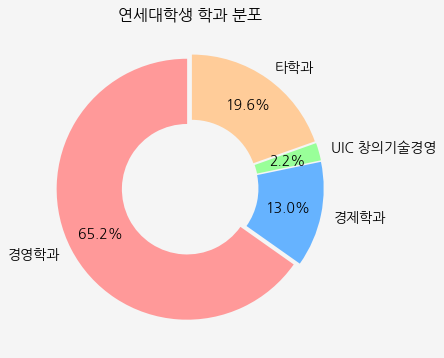 연세대학생 학과 분포
타학과
19.6%
UIC 창의기술경영
2.2%
13.0%
경제학과
65.2%
경영학과